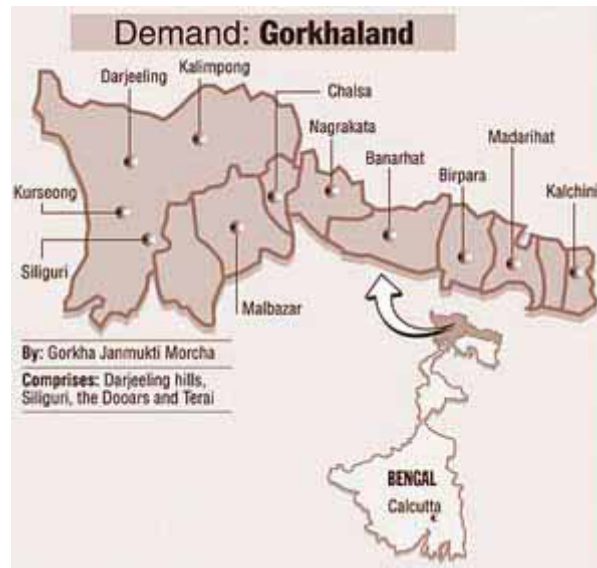 Demand: Gorkhaland
Darjeeling
Kalimpong
Chalsa
Nagrakata
Banarhat
Madarihat
Birpara
Kalchini
Kurseong
Siliguri
Malbazar
By: Gorkha Janmukti Morcha
Comprises: Darjeeling hills,
Siliguri, the Dooars and Terai
BENGAL
Calcutta